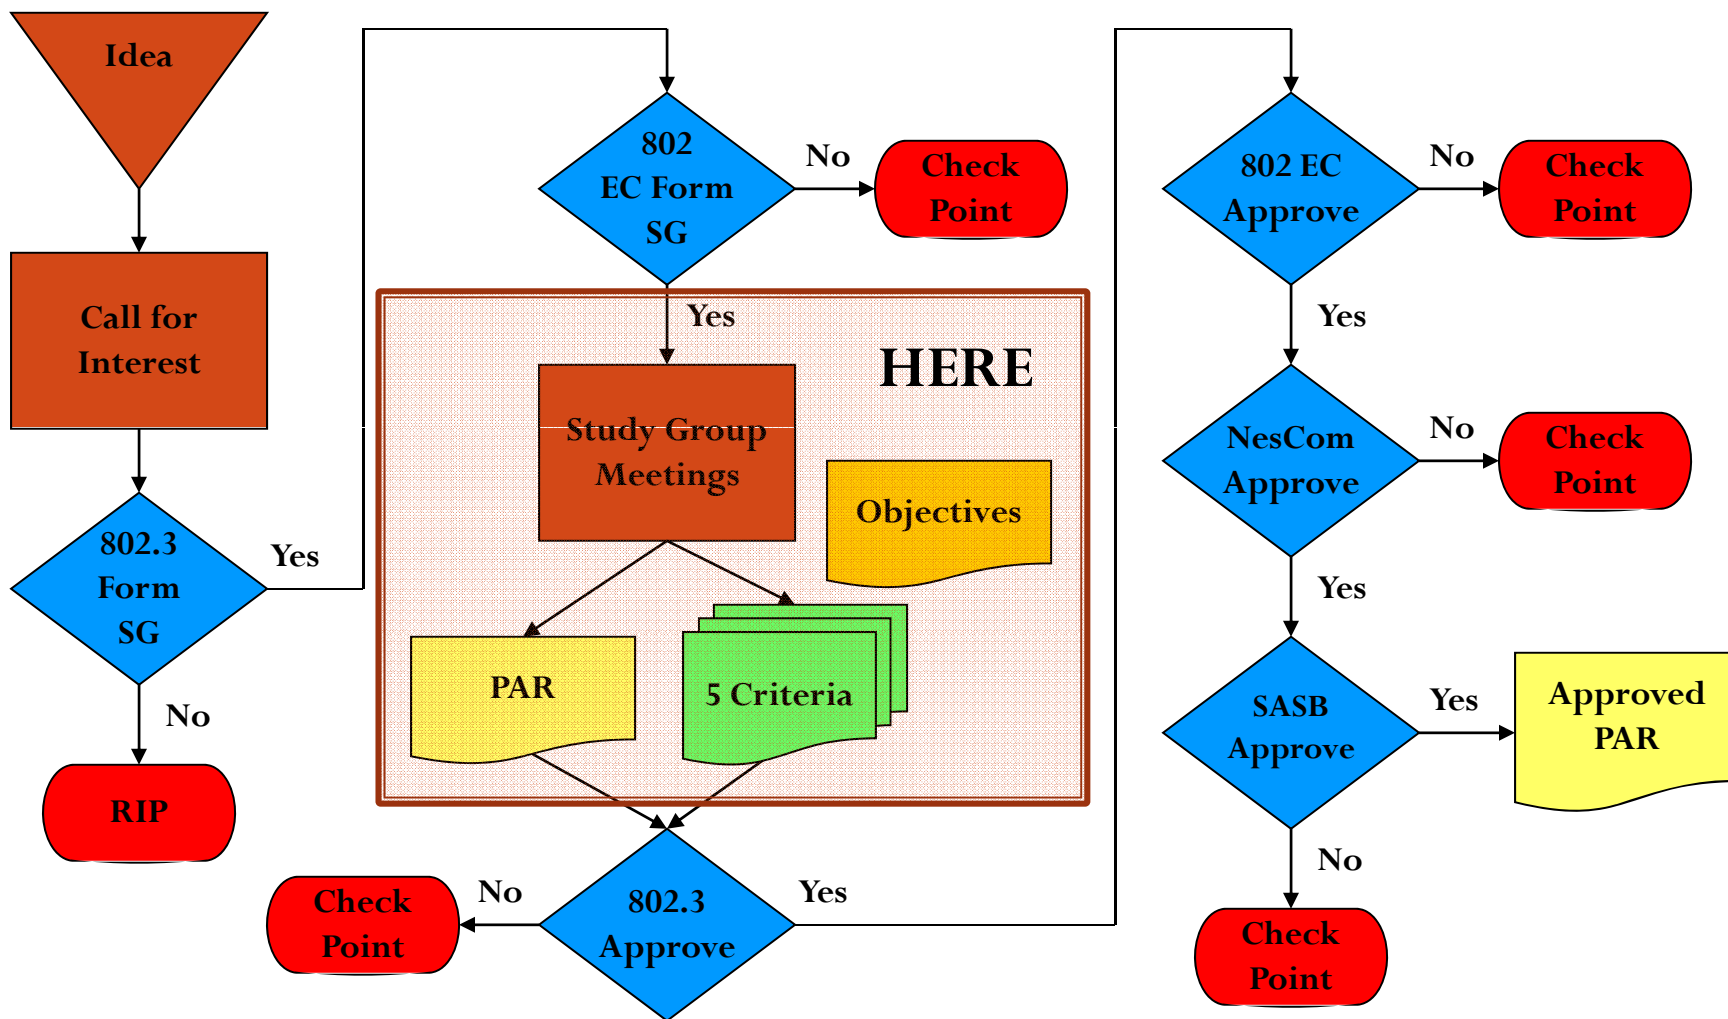 Idea
Call for
Interest
802.3
Form
SG
Yes
No
RIP
802
EC Form
SG
No
Check
Point
Yes
HERE
Study Group
Meetings
Objectives
PAR
5 Criteria
802.3
Approve
No
Check
Point
Yes
802 EC
Approve
No
Check
Point
Yes
NesCom
Approve
No
Check
Point
Yes
SASB
Approve
Yes
Approved
PAR
No
Check
Point